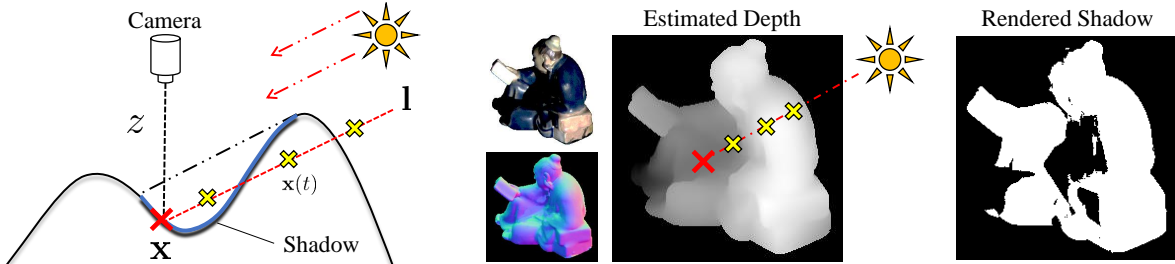 Camera
z
l
x(t)
x
Shadow
Estimated Depth
Rendered Shadow